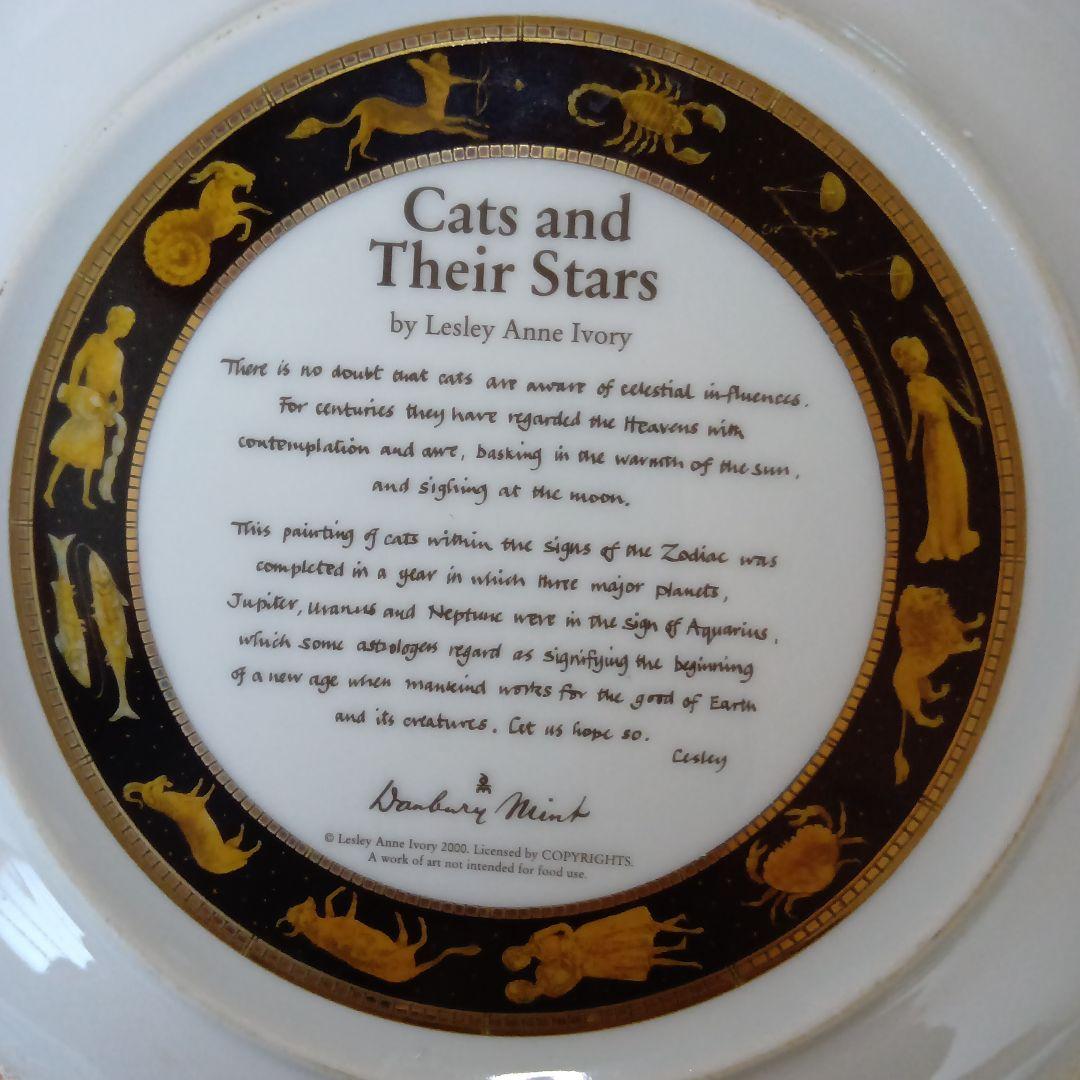 Cats and
Their Stars
by Lesley Anne Ivory
There is no doubt that cats are aware of celestial influences.
For centuries they have regarded the Heavens with
contemplation and awe, basking in the warmth of the sun,
and sighing at the moon.
This painting of cats within the signs of the Zodiac was
completed in a year in which three major planets,
Jupiter, Uranus and Neptune were in the sign of Aquarius,
which some astrologers regard as signifying the beginning
of a new age when mankind works for the good of Earth
and its creatures. Let us hope so.
Lesley
Danbury Mint
© Lesley Anne Ivory 2000. Licensed by COPYRIGHTS.
A work of art not intended for food use.